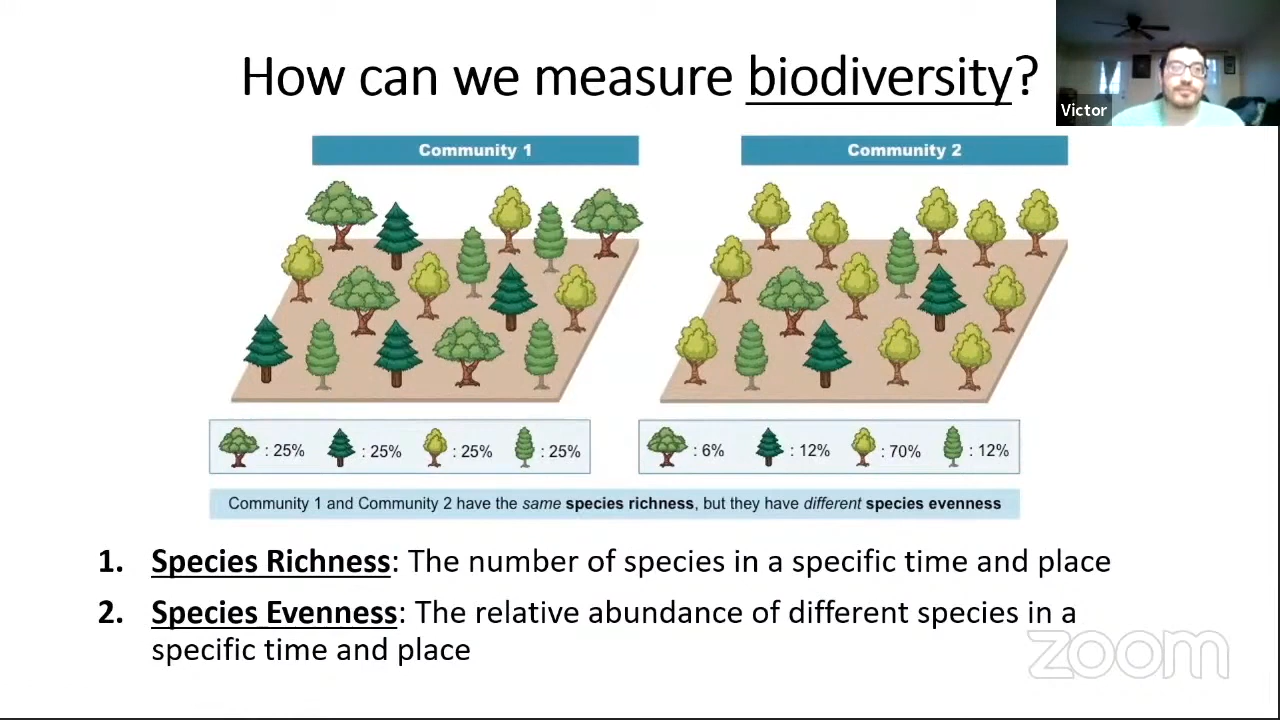 How can we measure biodiversity?
Victor
Community 1
Community 2
: 25% : 25% : 25% : 25%
: 6% : 12% : 70% : 12%
Community 1 and Community 2 have the same species richness, but they have different species evenness
1. Species Richness: The number of species in a specific time and place
2. Species Evenness: The relative abundance of different species in a
specific time and place
zoom